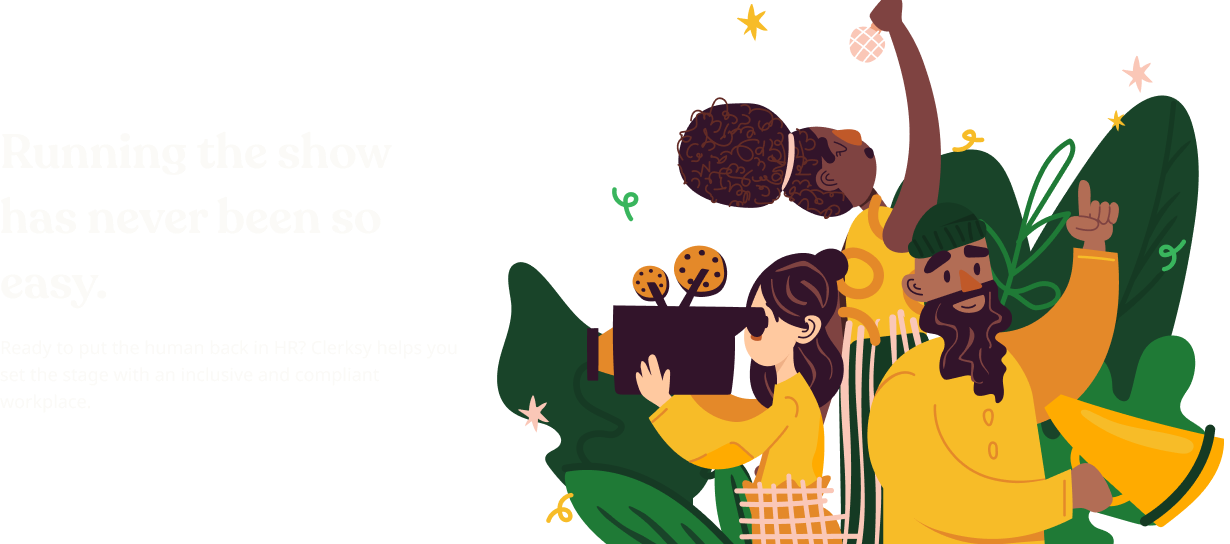 Running the show
has never been so
easy.
Ready to put the human back in HR? Clerksy helps you
set the stage with an inclusive and compliant
workplace.